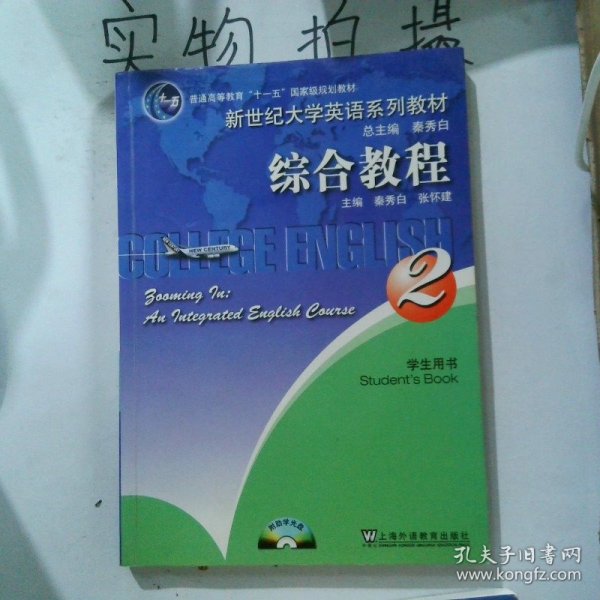 实物拍摄
十一五
普通高等教育“十一五”国家级规划教材
新世纪大学英语系列教材
总主编 秦秀白
综合教程
主编 秦秀白 张怀建
COLLEGE ENGLISH
NEW CENTURY
2
Zooming In:
An Integrated English Course
学生用书
Student's Book
附助学光盘
W 上海外语教育出版社
孔夫子旧书网
www.kongfz.com